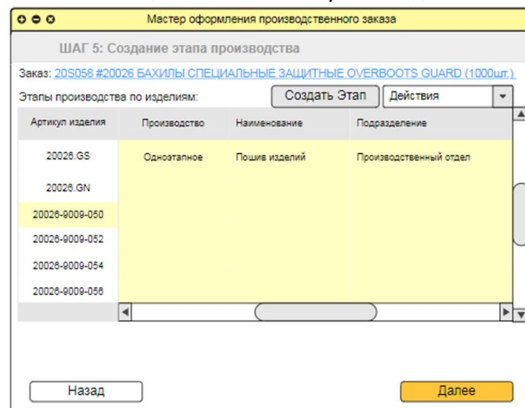 Мастер оформления производственного заказа
ШАГ 5: Создание этапа производства
Заказ: 20S058 #20026 БАХИЛЫ СПЕЦИАЛЬНЫЕ ЗАЩИТНЫЕ OVERBOOTS GUARD (1000шт.)
Этапы производства по изделиям: Создать Этап Действия
Артикул изделия Производство Наименование Подразделение
20026.GS Одноэтапное Пошив изделий Производственный отдел
20026.GN
20026-9009-050
20026-9009-052
20026-9009-054
20026-9009-056
Назад Далее